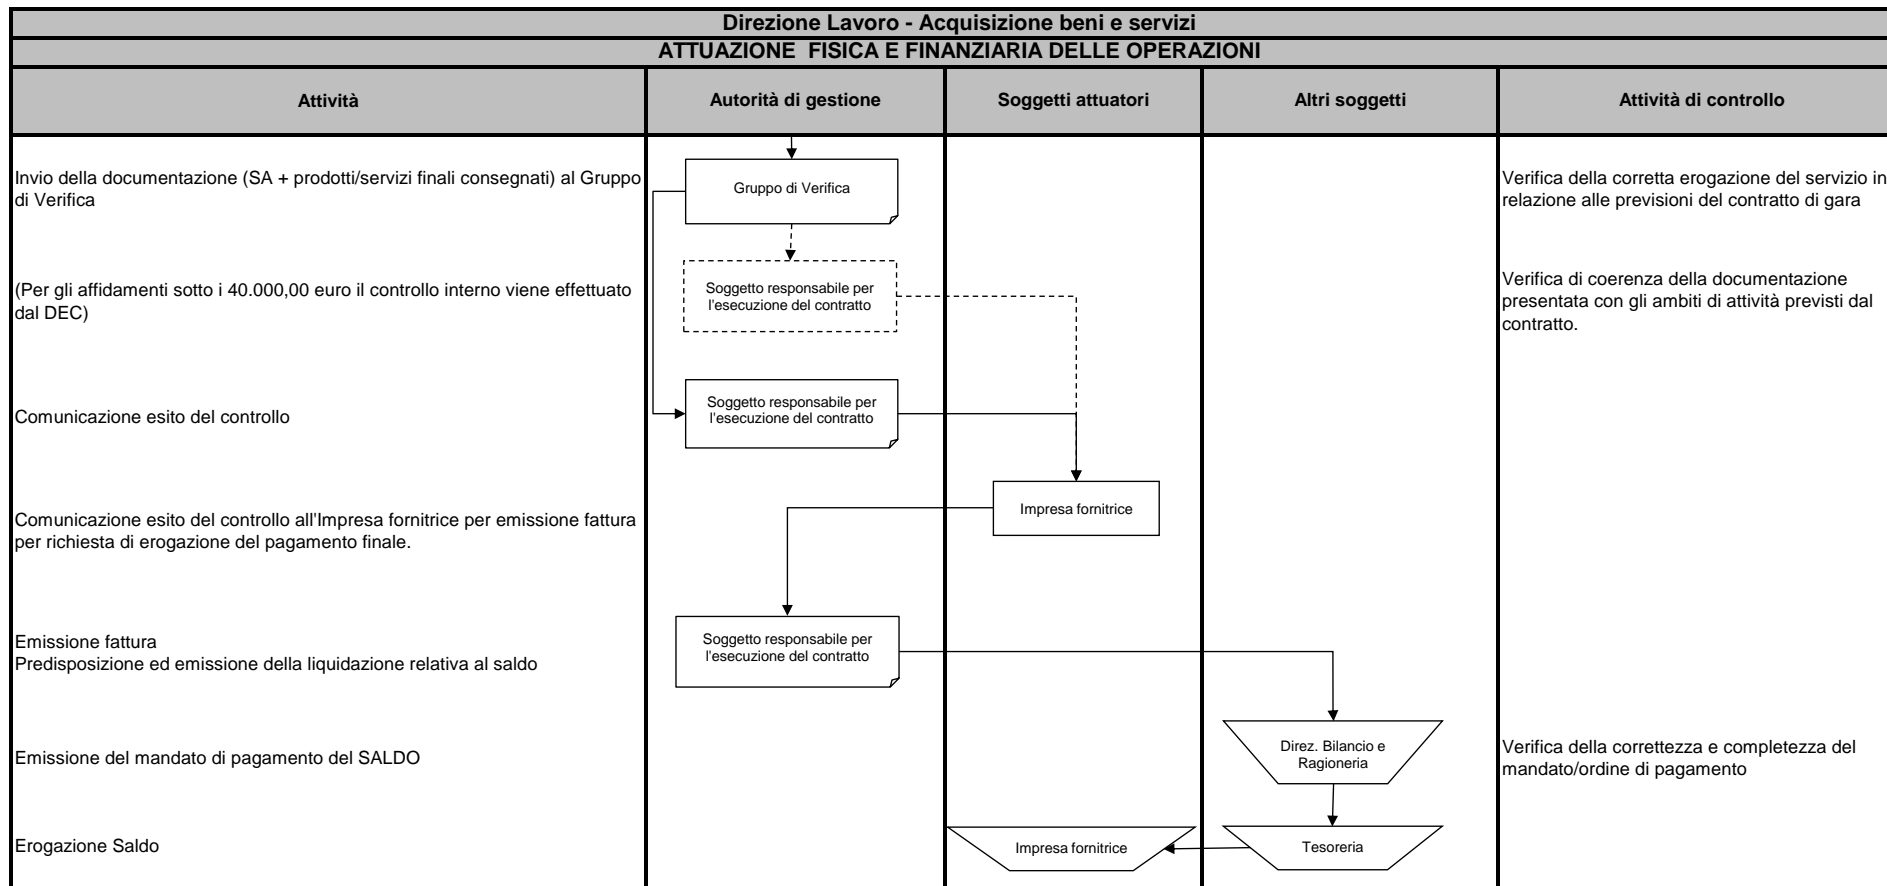 Direzione Lavoro - Acquisizione beni e servizi
ATTUAZIONE  FISICA E FINANZIARIA DELLE OPERAZIONI
Attività
Autorità di gestione
Soggetti attuatori
Altri soggetti
Attività di controllo
Invio della documentazione (SA + prodotti/servizi finali consegnati) al Gruppo
di Verifica
Gruppo di Verifica
Verifica della corretta erogazione del servizio in
relazione alle previsioni del contratto di gara
(Per gli affidamenti sotto i 40.000,00 euro il controllo interno viene effettuato
dal DEC)
Soggetto responsabile per
l'esecuzione del contratto
Verifica di coerenza della documentazione
presentata con gli ambiti di attività previsti dal
contratto.
Comunicazione esito del controllo
Soggetto responsabile per
l'esecuzione del contratto
Comunicazione esito del controllo all'Impresa fornitrice per emissione fattura
per richiesta di erogazione del pagamento finale.
Impresa fornitrice
Emissione fattura
Predisposizione ed emissione della liquidazione relativa al saldo
Soggetto responsabile per
l'esecuzione del contratto
Emissione del mandato di pagamento del SALDO
Direz. Bilancio e
Ragioneria
Verifica della correttezza e completezza del
mandato/ordine di pagamento
Erogazione Saldo
Impresa fornitrice
Tesoreria